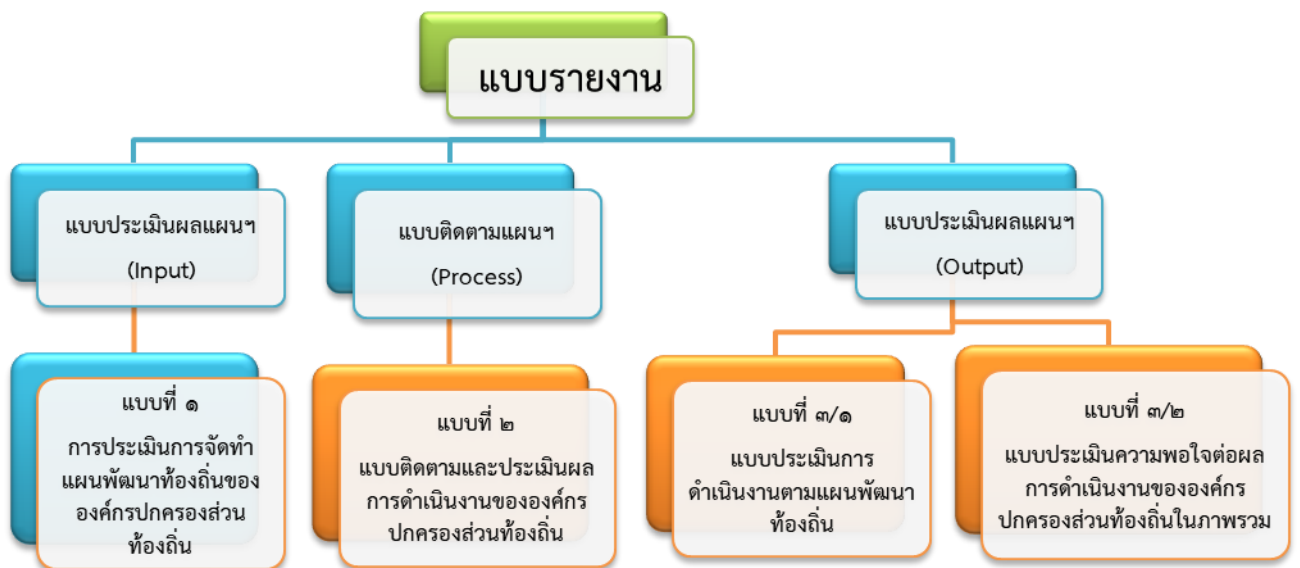 แบบรายงาน
แบบประเมินผลแผนฯ
(Input)
แบบติดตามแผนฯ
(Process)
แบบประเมินผลแผนฯ
(Output)
แบบที่ ๑
การประเมินการจัดทำ
แผนพัฒนาท้องถิ่นของ
องค์กรปกครองส่วน
ท้องถิ่น
แบบที่ ๒
แบบติดตามและประเมินผล
การดำเนินงานขององค์กร
ปกครองส่วนท้องถิ่น
แบบที่ ๓/๑
แบบประเมินการ
ดำเนินงานตามแผนพัฒนา
ท้องถิ่น
แบบที่ ๓/๒
แบบประเมินความพอใจต่อผล
การดำเนินงานขององค์กร
ปกครองส่วนท้องถิ่นในภาพรวม